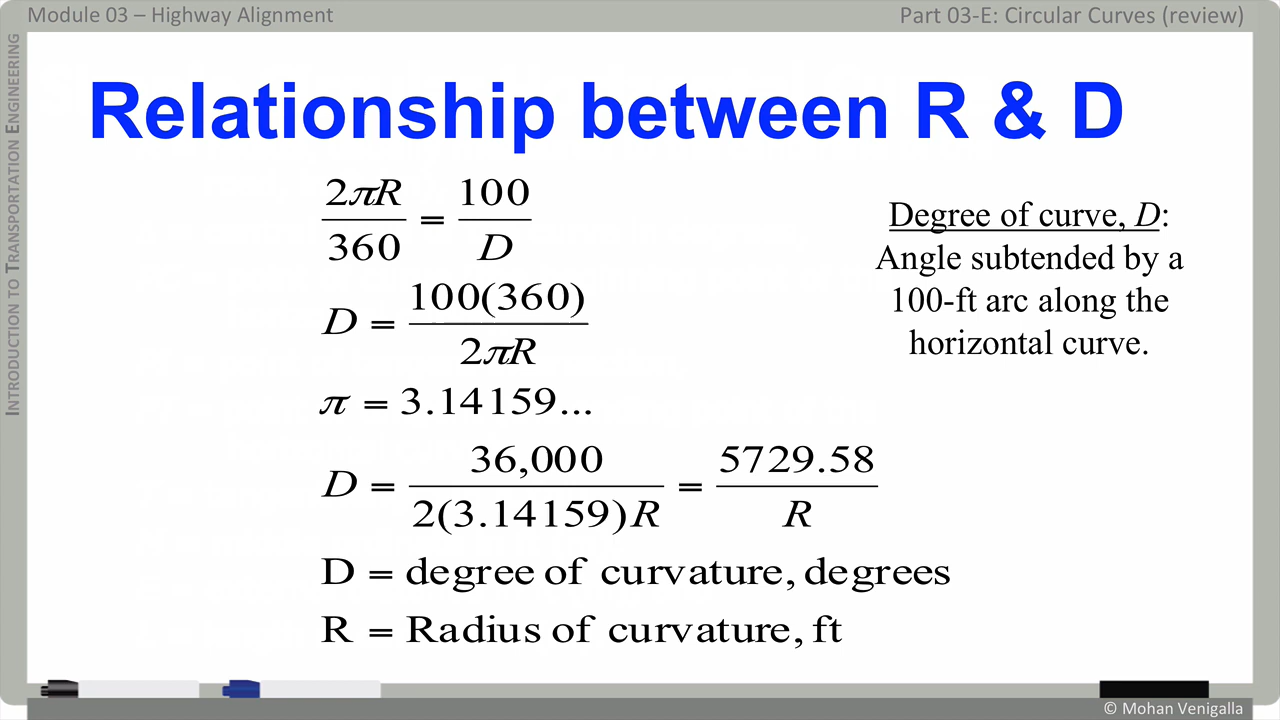 Module 03 – Highway Alignment
Part 03-E: Circular Curves (review)
INTRODUCTION TO TRANSPORTATION ENGINEERING
Relationship between R & D
2πR/360 = 100/D
D = 100(360)/2πR
π = 3.14159...
D = 36,000/2(3.14159)R = 5729.58/R
D = degree of curvature, degrees
R = Radius of curvature, ft
Degree of curve, D:
Angle subtended by a
100-ft arc along the
horizontal curve.
© Mohan Venigalla